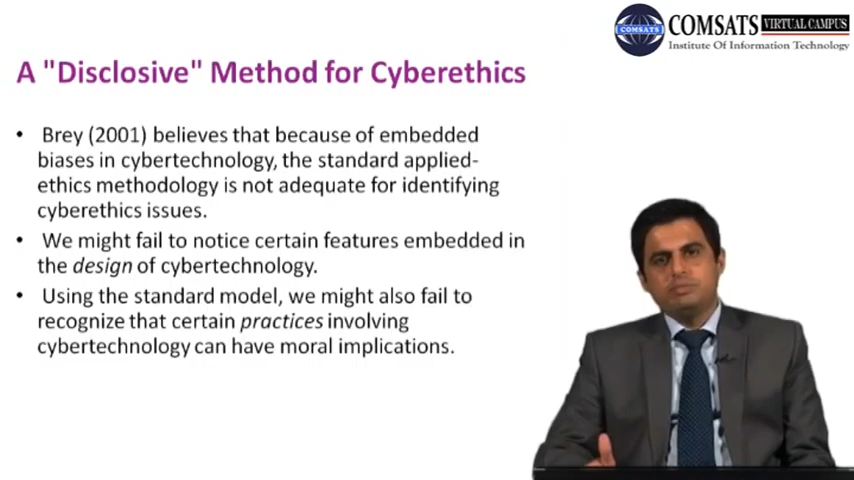 COMSATS VIRTUAL CAMPUS
COMSATS
Institute Of Information Technology
A "Disclosive" Method for Cyberethics
• Brey (2001) believes that because of embedded
biases in cybertechnology, the standard applied-
ethics methodology is not adequate for identifying
cyberethics issues.
• We might fail to notice certain features embedded in
the design of cybertechnology.
• Using the standard model, we might also fail to
recognize that certain practices involving
cybertechnology can have moral implications.